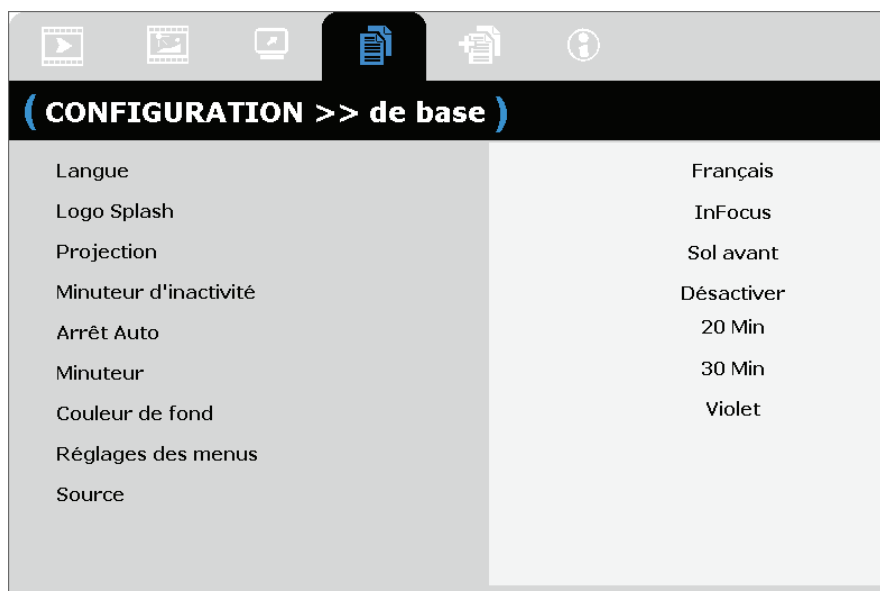 ( CONFIGURATION >> de base )
Langue Français
Logo Splash InFocus
Projection Sol avant
Minuteur d'inactivité Désactiver
Arrêt Auto 20 Min
Minuteur 30 Min
Couleur de fond Violet
Réglages des menus
Source